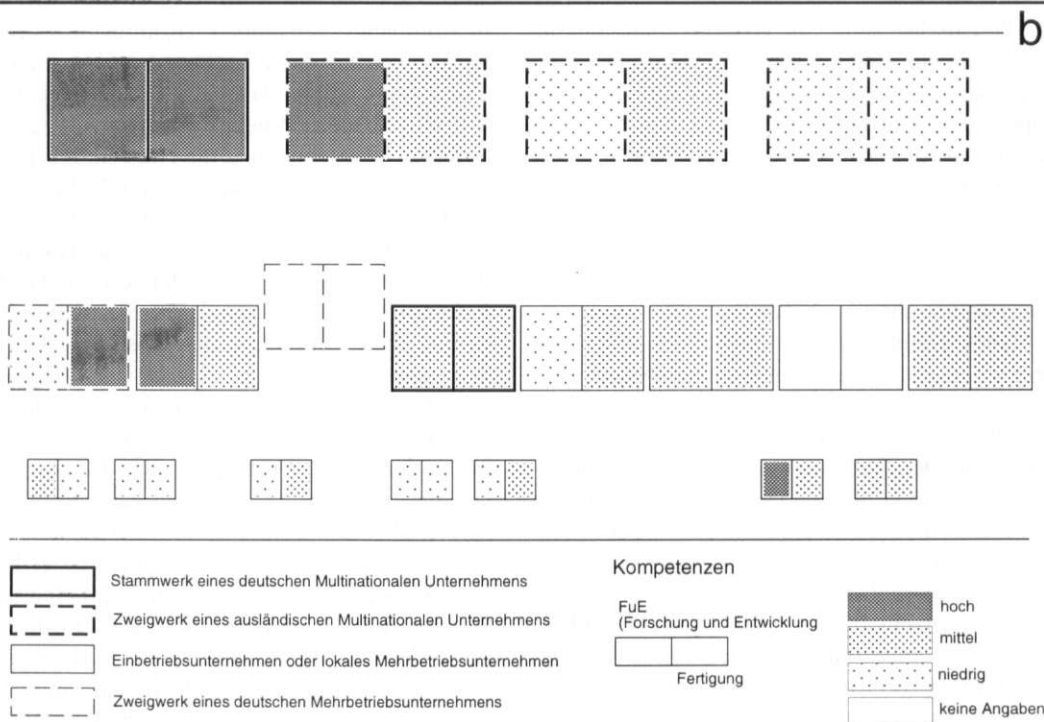 b
Stammwerk eines deutschen Multinationalen Unternehmens
Zweigwerk eines ausländischen Multinationalen Unternehmens
Einbetriebsunternehmen oder lokales Mehrbetriebsunternehmen
Zweigwerk eines deutschen Mehrbetriebsunternehmens
Kompetenzen
FuE
(Forschung und Entwicklung
Fertigung
hoch
mittel
niedrig
keine Angaben